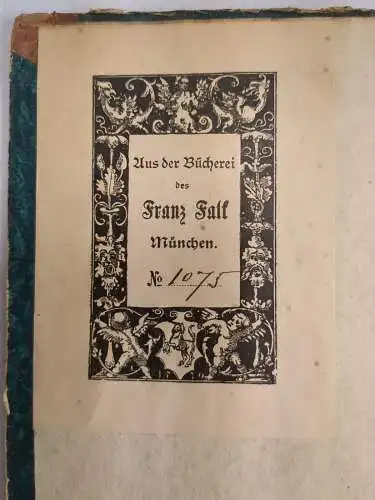 Aus der Bücherei
des
Franz Falk
München.
No 1075